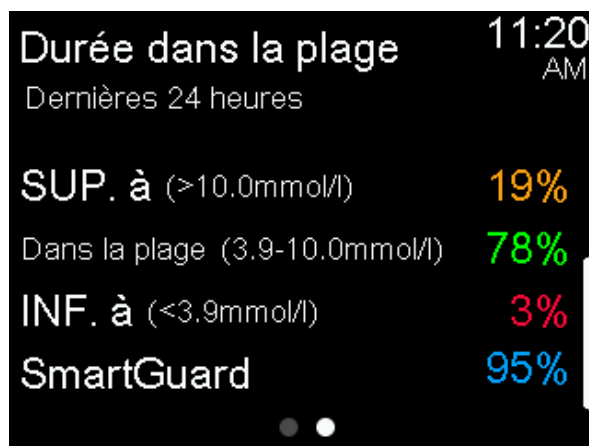 Durée dans la plage 11:20
Dernières 24 heures AM
SUP. à (>10.0mmol/l) 19%
Dans la plage (3.9-10.0mmol/l) 78%
INF. à (<3.9mmol/l) 3%
SmartGuard 95%